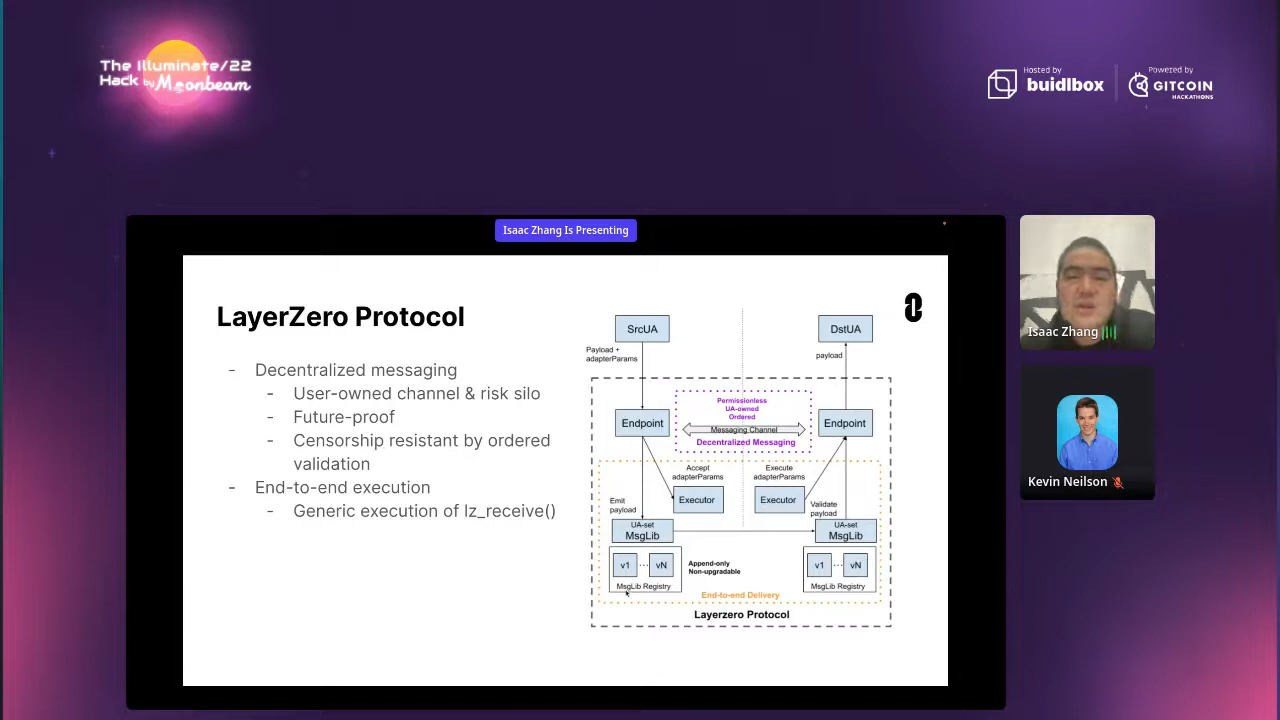 The Illuminate/22
Hack by Moonbeam
Hosted by
buidlbox
Powered by
GITCOIN
HACKATHONS
Isaac Zhang Is Presenting
LayerZero Protocol
- Decentralized messaging
- User-owned channel & risk silo
- Future-proof
- Censorship resistant by ordered
validation
- End-to-end execution
- Generic execution of lz_receive()
SrcUA
DstUA
Payload +
adapterParams
payload
Permissionless
UA-owned
Ordered
Endpoint
Messaging Channel
Endpoint
Decentralized Messaging
Accept
adapterParams
Execute
adapterParams
Executor
Executor
Emit
payload
Validate
payload
UA-set
MsgLib
UA-set
MsgLib
v1 ... vN
MsgLib Registry
Append-only
Non-upgradable
v1 ... vN
MsgLib Registry
End-to-end Delivery
Layerzero Protocol
Isaac Zhang
Kevin Neilson